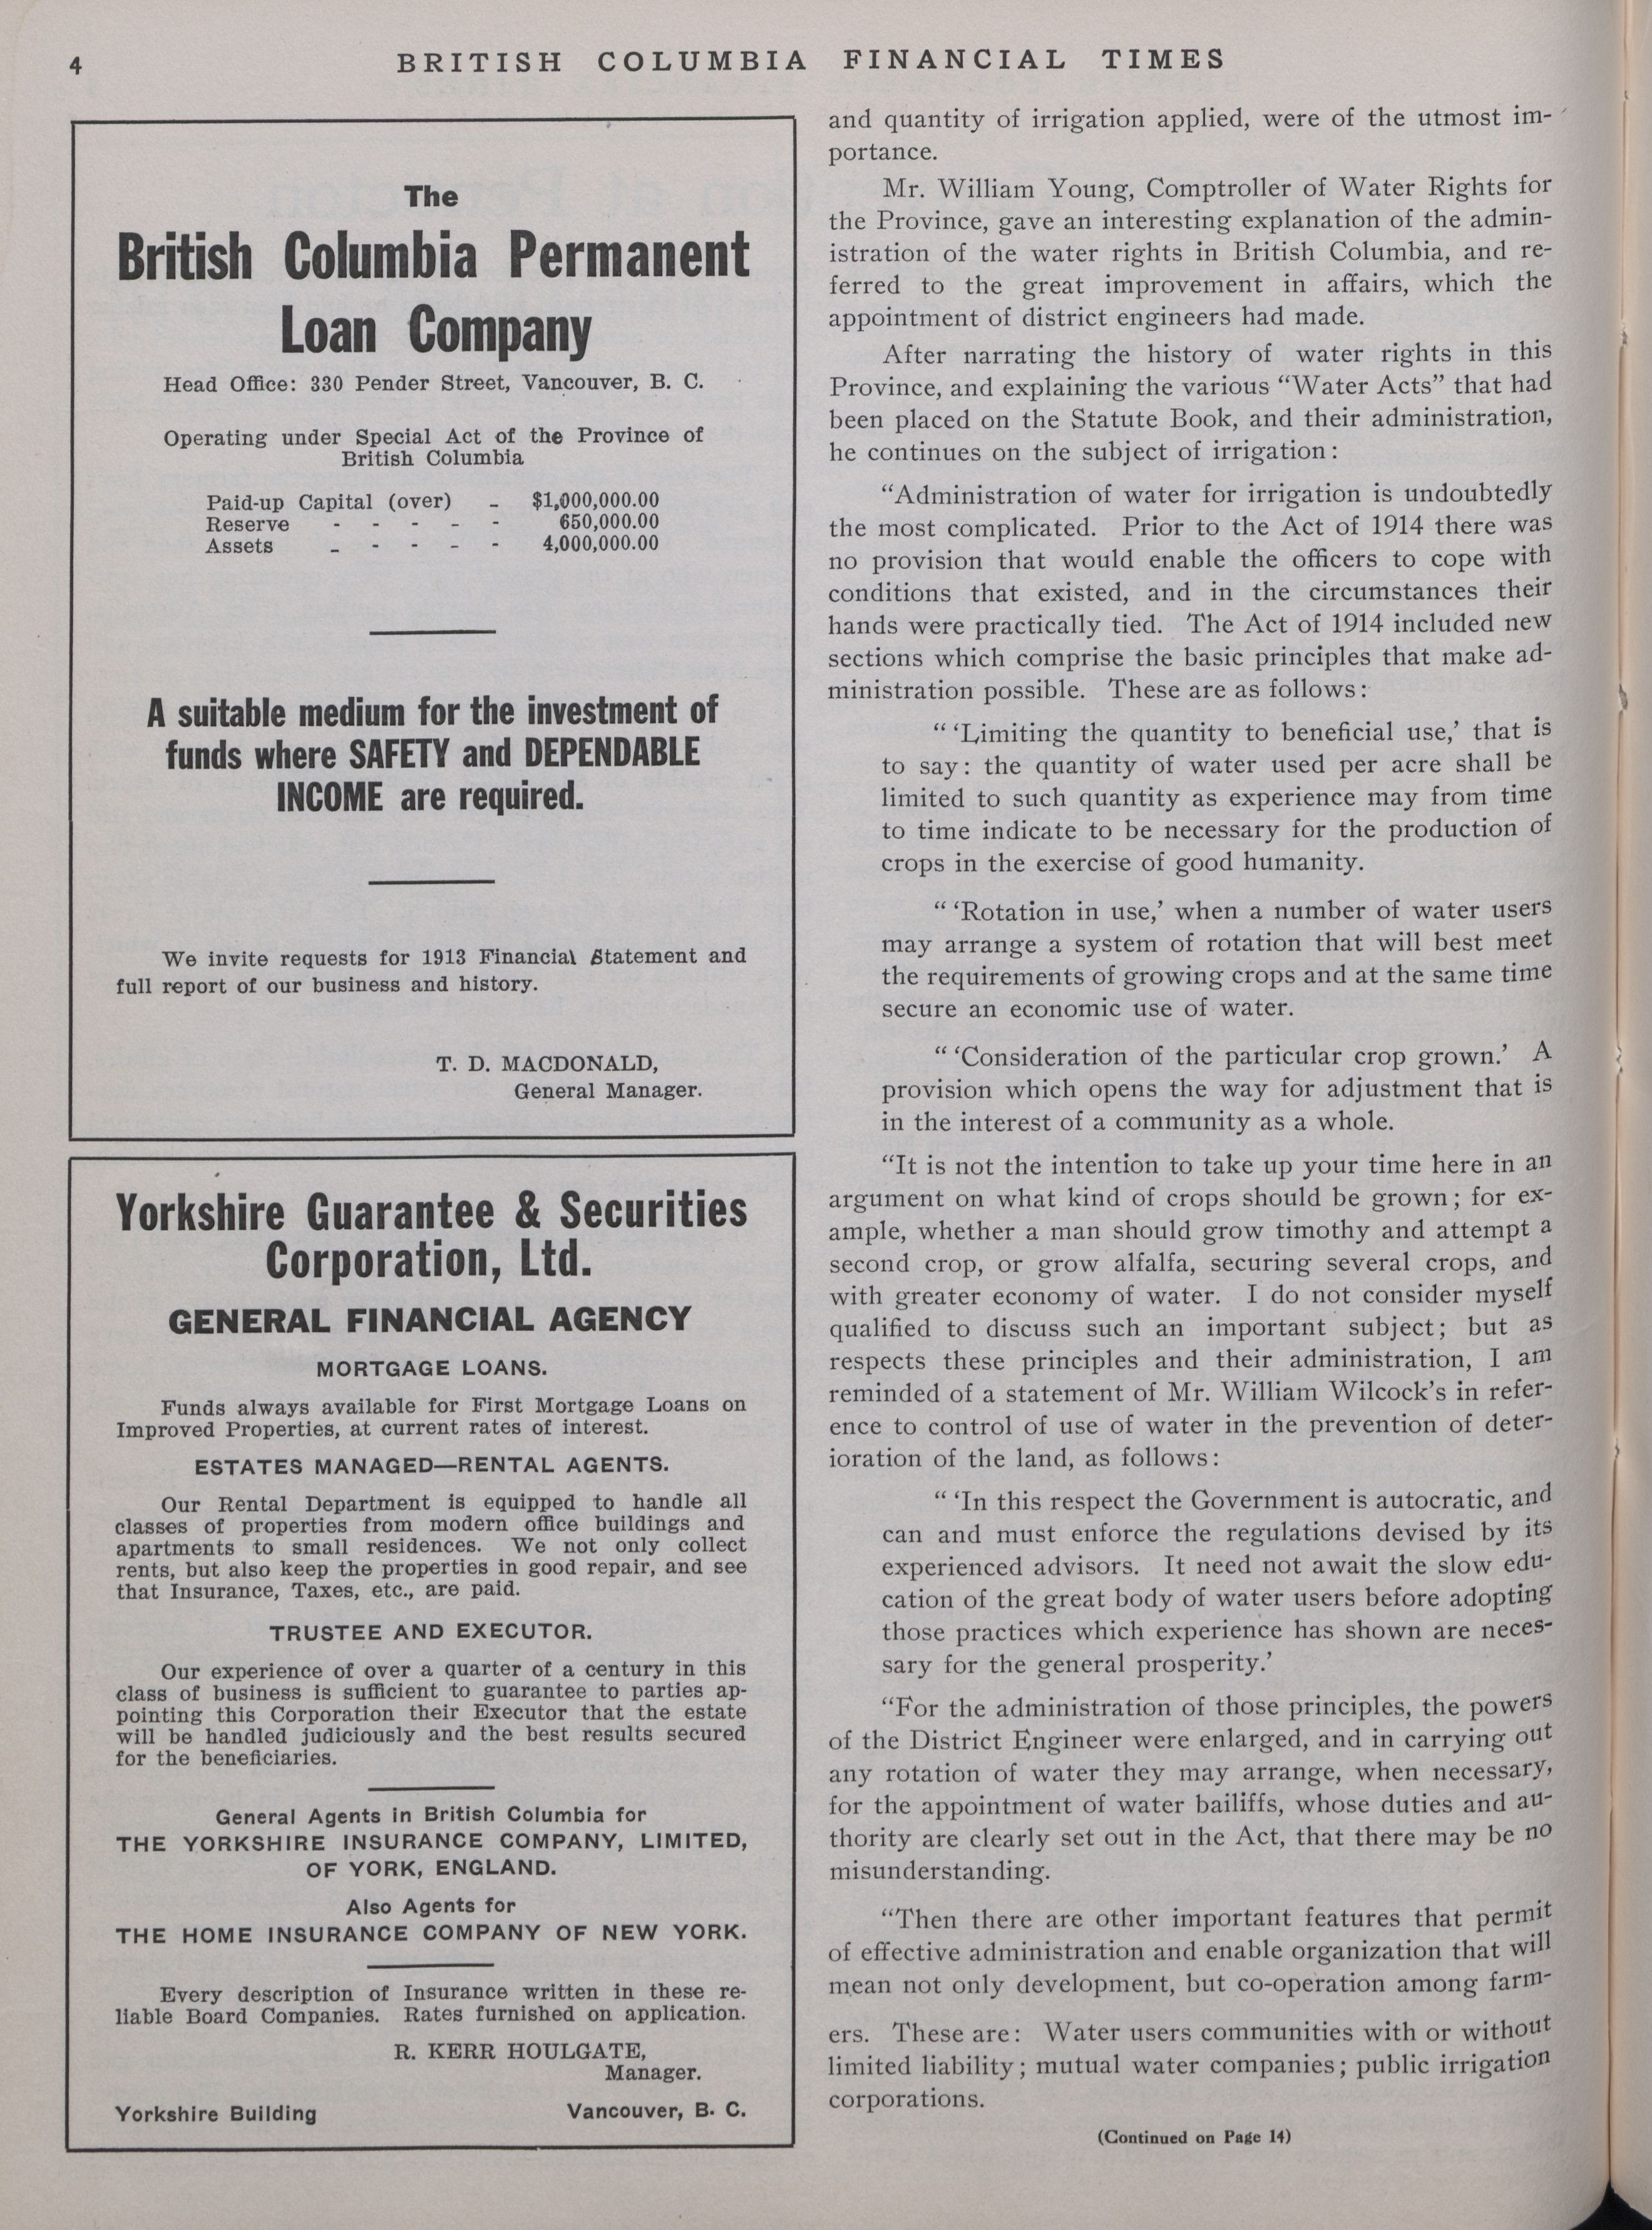 4
BRITISH COLUMBIA FINANCIAL TIMES
The
British Columbia Permanent
Loan Company
Head Office: 330 Pender Street, Vancouver, B. C.
Operating under Special Act of the Province of
British Columbia
Paid-up Capital (over) - $1,000,000.00
Reserve - - - - - 650,000.00
Assets - - - - - 4,000,000.00
A suitable medium for the investment of
funds where SAFETY and DEPENDABLE
INCOME are required.
We invite requests for 1913 Financial Statement and
full report of our business and history.
T. D. MACDONALD,
General Manager.
Yorkshire Guarantee & Securities
Corporation, Ltd.
GENERAL FINANCIAL AGENCY
MORTGAGE LOANS.
Funds always available for First Mortgage Loans on
Improved Properties, at current rates of interest.
ESTATES MANAGED—RENTAL AGENTS.
Our Rental Department is equipped to handle all
classes of properties from modern office buildings and
apartments to small residences. We not only collect
rents, but also keep the properties in good repair, and see
that Insurance, Taxes, etc., are paid.
TRUSTEE AND EXECUTOR.
Our experience of over a quarter of a century in this
class of business is sufficient to guarantee to parties ap-
pointing this Corporation their Executor that the estate
will be handled judiciously and the best results secured
for the beneficiaries.
General Agents in British Columbia for
THE YORKSHIRE INSURANCE COMPANY, LIMITED,
OF YORK, ENGLAND.
Also Agents for
THE HOME INSURANCE COMPANY OF NEW YORK.
Every description of Insurance written in these re-
liable Board Companies. Rates furnished on application.
R. KERR HOULGATE,
Manager.
Yorkshire Building Vancouver, B. C.
and quantity of irrigation applied, were of the utmost im-
portance.
Mr. William Young, Comptroller of Water Rights for
the Province, gave an interesting explanation of the admin-
istration of the water rights in British Columbia, and re-
ferred to the great improvement in affairs, which the
appointment of district engineers had made.
After narrating the history of water rights in this
Province, and explaining the various "Water Acts" that had
been placed on the Statute Book, and their administration,
he continues on the subject of irrigation:
"Administration of water for irrigation is undoubtedly
the most complicated. Prior to the Act of 1914 there was
no provision that would enable the officers to cope with
conditions that existed, and in the circumstances their
hands were practically tied. The Act of 1914 included new
sections which comprise the basic principles that make ad-
ministration possible. These are as follows:
" 'Limiting the quantity to beneficial use,' that is
to say: the quantity of water used per acre shall be
limited to such quantity as experience may from time
to time indicate to be necessary for the production of
crops in the exercise of good humanity.
" 'Rotation in use,' when a number of water users
may arrange a system of rotation that will best meet
the requirements of growing crops and at the same time
secure an economic use of water.
" 'Consideration of the particular crop grown.' A
provision which opens the way for adjustment that is
in the interest of a community as a whole.
"It is not the intention to take up your time here in an
argument on what kind of crops should be grown; for ex-
ample, whether a man should grow timothy and attempt a
second crop, or grow alfalfa, securing several crops, and
with greater economy of water. I do not consider myself
qualified to discuss such an important subject; but as
respects these principles and their administration, I am
reminded of a statement of Mr. William Wilcock's in refer-
ence to control of use of water in the prevention of deter-
ioration of the land, as follows:
" 'In this respect the Government is autocratic, and
can and must enforce the regulations devised by its
experienced advisors. It need not await the slow edu-
cation of the great body of water users before adopting
those practices which experience has shown are neces-
sary for the general prosperity.'
"For the administration of those principles, the powers
of the District Engineer were enlarged, and in carrying out
any rotation of water they may arrange, when necessary,
for the appointment of water bailiffs, whose duties and au-
thority are clearly set out in the Act, that there may be no
misunderstanding.
"Then there are other important features that permit
of effective administration and enable organization that will
mean not only development, but co-operation among farm-
ers. These are: Water users communities with or without
limited liability; mutual water companies; public irrigation
corporations.
(Continued on Page 14)